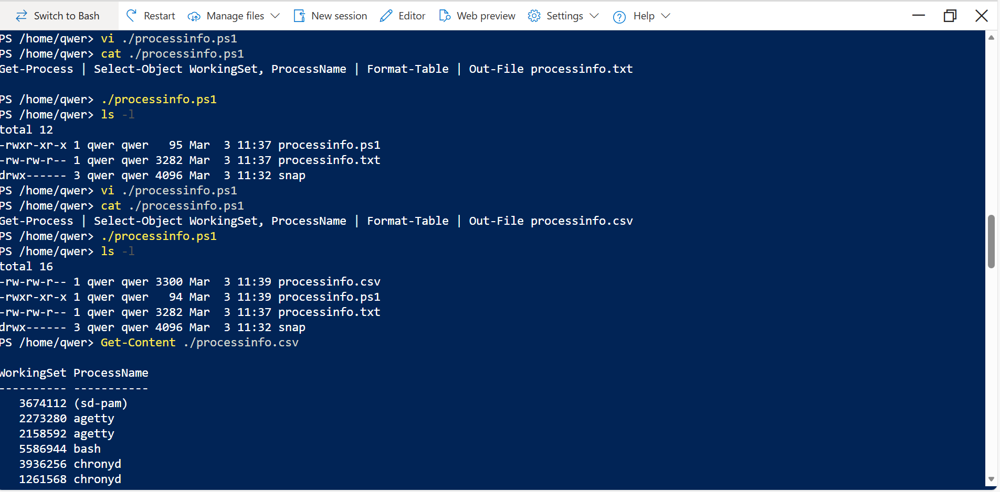 Switch to Bash Restart Manage files New session Editor Web preview Settings Help
PS /home/qwer> vi ./processinfo.ps1
PS /home/qwer> cat ./processinfo.ps1
Get-Process | Select-Object WorkingSet, ProcessName | Format-Table | Out-File processinfo.txt
PS /home/qwer> ./processinfo.ps1
PS /home/qwer> ls -l
total 12
-rwxr-xr-x 1 qwer qwer   95 Mar  3 11:37 processinfo.ps1
-rw-rw-r-- 1 qwer qwer 3282 Mar  3 11:37 processinfo.txt
drwx------ 3 qwer qwer 4096 Mar  3 11:32 snap
PS /home/qwer> vi ./processinfo.ps1
PS /home/qwer> cat ./processinfo.ps1
Get-Process | Select-Object WorkingSet, ProcessName | Format-Table | Out-File processinfo.csv
PS /home/qwer> ./processinfo.ps1
PS /home/qwer> ls -l
total 16
-rw-rw-r-- 1 qwer qwer 3300 Mar  3 11:39 processinfo.csv
-rwxr-xr-x 1 qwer qwer   94 Mar  3 11:39 processinfo.ps1
-rw-rw-r-- 1 qwer qwer 3282 Mar  3 11:37 processinfo.txt
drwx------ 3 qwer qwer 4096 Mar  3 11:32 snap
PS /home/qwer> Get-Content ./processinfo.csv
WorkingSet ProcessName
---------- -----------
   3674112 (sd-pam)
   2273280 agetty
   2158592 agetty
   5586944 bash
   3936256 chronyd
   1261568 chronyd